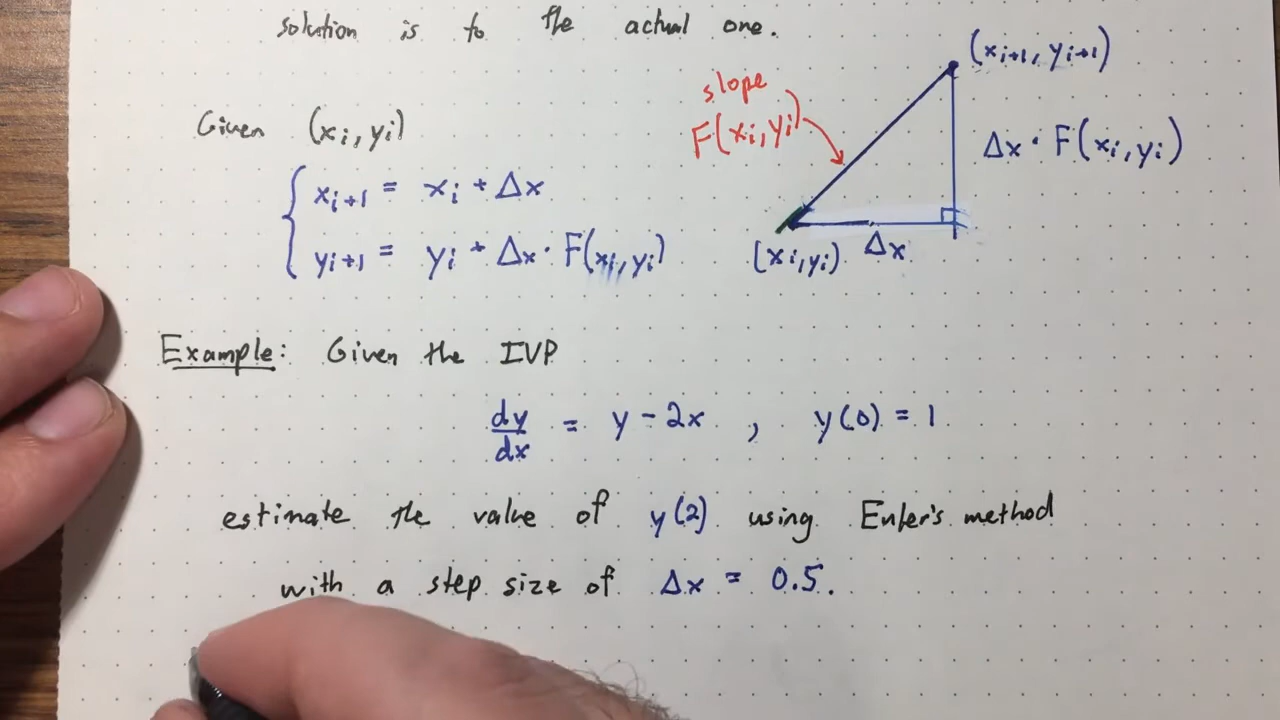 solution is to the actual one.
(xᵢ₊₁, yᵢ₊₁)
slope
F(xᵢ, yᵢ)
Given (xᵢ, yᵢ)
Δx · F(xᵢ, yᵢ)
xᵢ₊₁ = xᵢ + Δx
yᵢ₊₁ = yᵢ + Δx · F(xᵢ, yᵢ)
(xᵢ, yᵢ) Δx
Example: Given the IVP
dy/dx = y - 2x , y(0) = 1
estimate the value of y(2) using Euler's method
with a step size of Δx = 0.5.